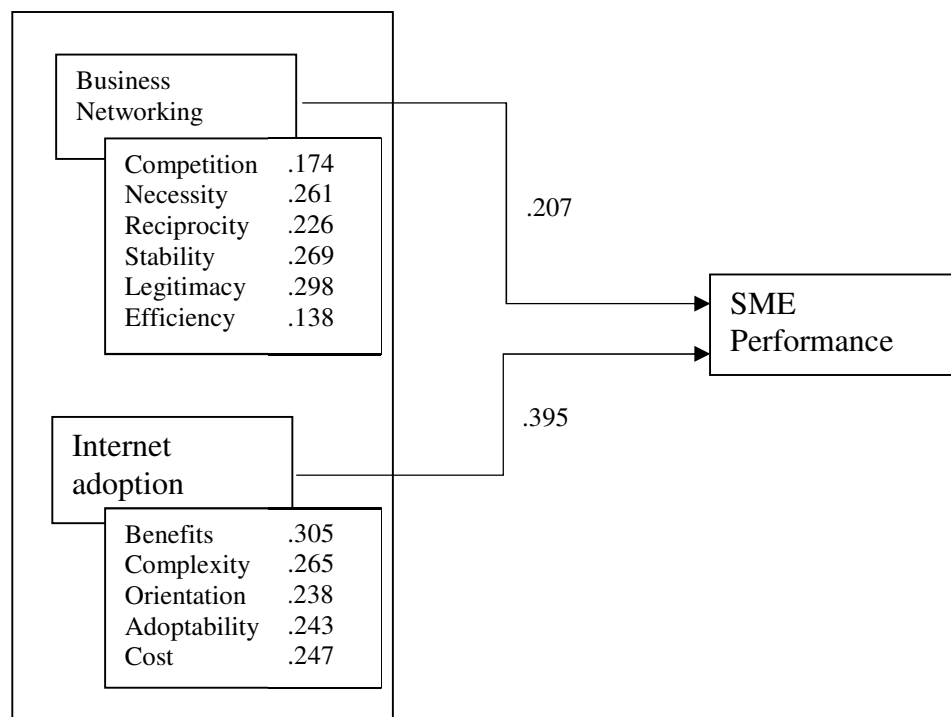 Business
Networking
Competition .174
Necessity .261
Reciprocity .226
Stability .269
Legitimacy .298
Efficiency .138
.207
SME
Performance
.395
Internet
adoption
Benefits .305
Complexity .265
Orientation .238
Adoptability .243
Cost .247